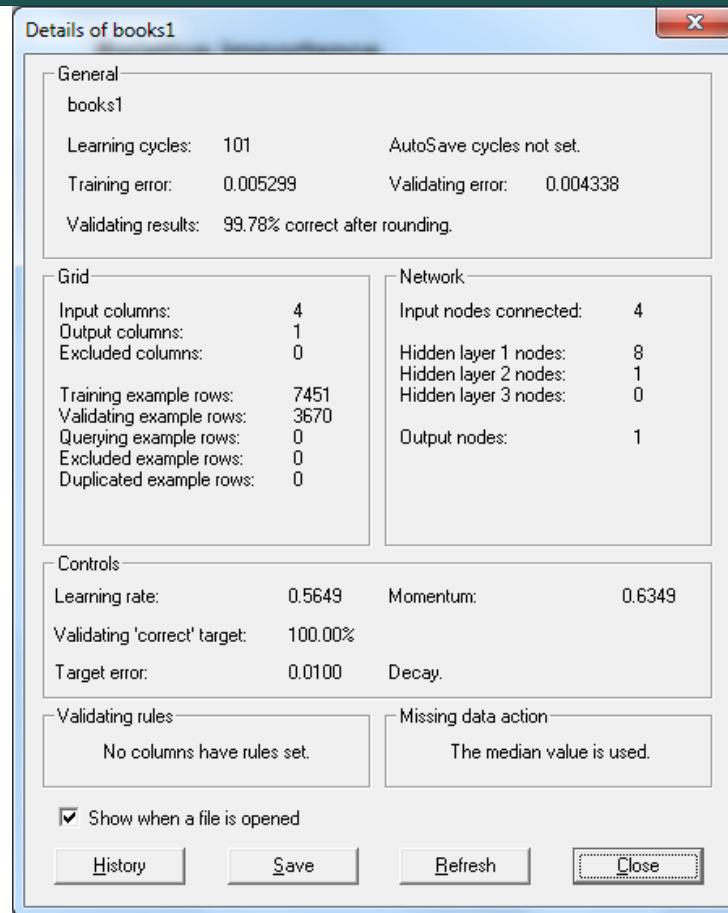 Details of books1
General
books1
Learning cycles: 101 AutoSave cycles not set.
Training error: 0.005299 Validating error: 0.004338
Validating results: 99.78% correct after rounding.
Grid
Input columns: 4
Output columns: 1
Excluded columns: 0
Training example rows: 7451
Validating example rows: 3670
Querying example rows: 0
Excluded example rows: 0
Duplicated example rows: 0
Network
Input nodes connected: 4
Hidden layer 1 nodes: 8
Hidden layer 2 nodes: 1
Hidden layer 3 nodes: 0
Output nodes: 1
Controls
Learning rate: 0.5649 Momentum: 0.6349
Validating 'correct' target: 100.00%
Target error: 0.0100 Decay.
Validating rules
No columns have rules set.
Missing data action
The median value is used.
Show when a file is opened
History Save Refresh Close